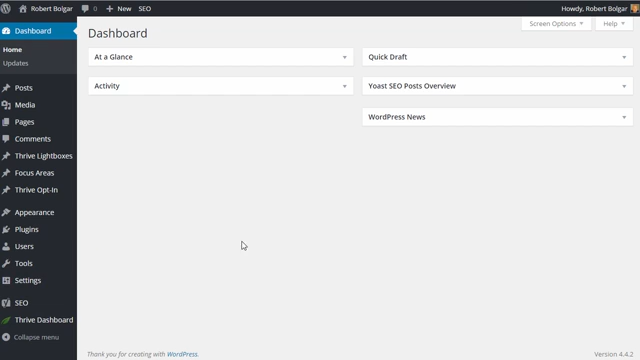 Robert Bolgar 0 + New SEO Howdy, Robert Bolgar
Dashboard
Home
Updates
Posts
Media
Pages
Comments
Thrive Lightboxes
Focus Areas
Thrive Opt-In
Appearance
Plugins
Users
Tools
Settings
SEO
Thrive Dashboard
Collapse menu
Screen Options Help
Dashboard
At a Glance
Activity
Quick Draft
Yoast SEO Posts Overview
WordPress News
Thank you for creating with WordPress. Version 4.4.2